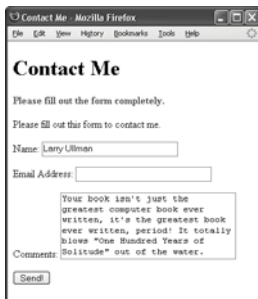 Contact Me - Mozilla Firefox
File Edit View History Bookmarks Tools Help
Contact Me
Please fill out the form completely.
Please fill out this form to contact me.
Name: Larry Ullman
Email Address:
Your book isn't just the
greatest computer book ever
written, it's the greatest book
ever written, period! It totally
blows "One Hundred Years of
Solitude" out of the water.
Comments:
Send!